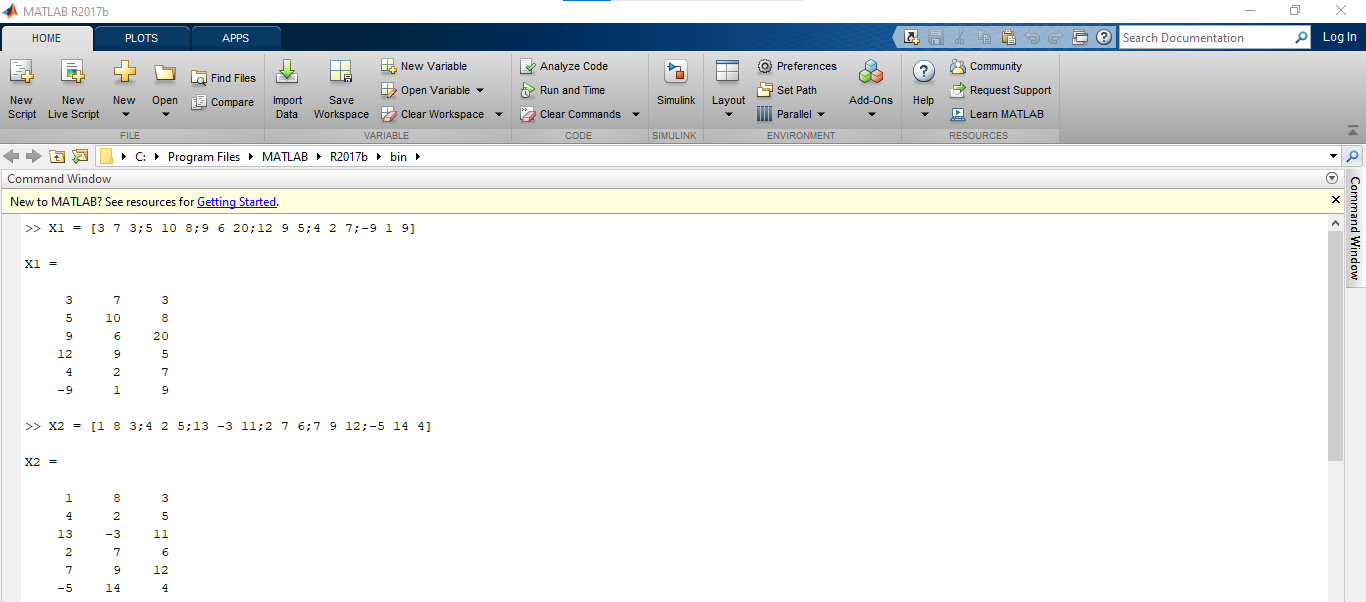 MATLAB R2017b
HOME PLOTS APPS
Search Documentation
Log In
New Script
New Live Script
New
Open
Find Files
Compare
FILE
Import Data
Save Workspace
New Variable
Open Variable
Clear Workspace
VARIABLE
Analyze Code
Run and Time
Clear Commands
CODE
Simulink
SIMULINK
Layout
Preferences
Set Path
Parallel
Add-Ons
ENVIRONMENT
Help
Community
Request Support
Learn MATLAB
RESOURCES
C: Program Files MATLAB R2017b bin
Command Window
New to MATLAB? See resources for Getting Started.
Command Window
>> X1 = [3 7 3;5 10 8;9 6 20;12 9 5;4 2 7;-9 1 9]
X1 =
3 7 3
5 10 8
9 6 20
12 9 5
4 2 7
-9 1 9
>> X2 = [1 8 3;4 2 5;13 -3 11;2 7 6;7 9 12;-5 14 4]
X2 =
1 8 3
4 2 5
13 -3 11
2 7 6
7 9 12
-5 14 4